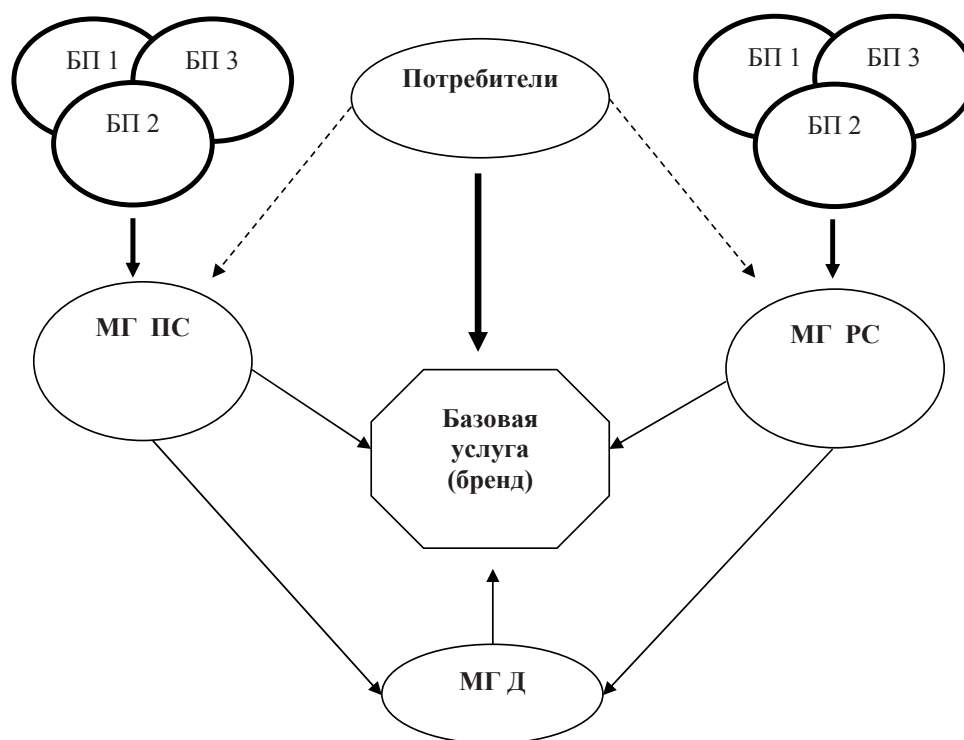 БП 1
БП 3
БП 2
Потребители
БП 1
БП 3
БП 2
МГ ПС
МГ РС
Базовая
услуга
(бренд)
МГ Д